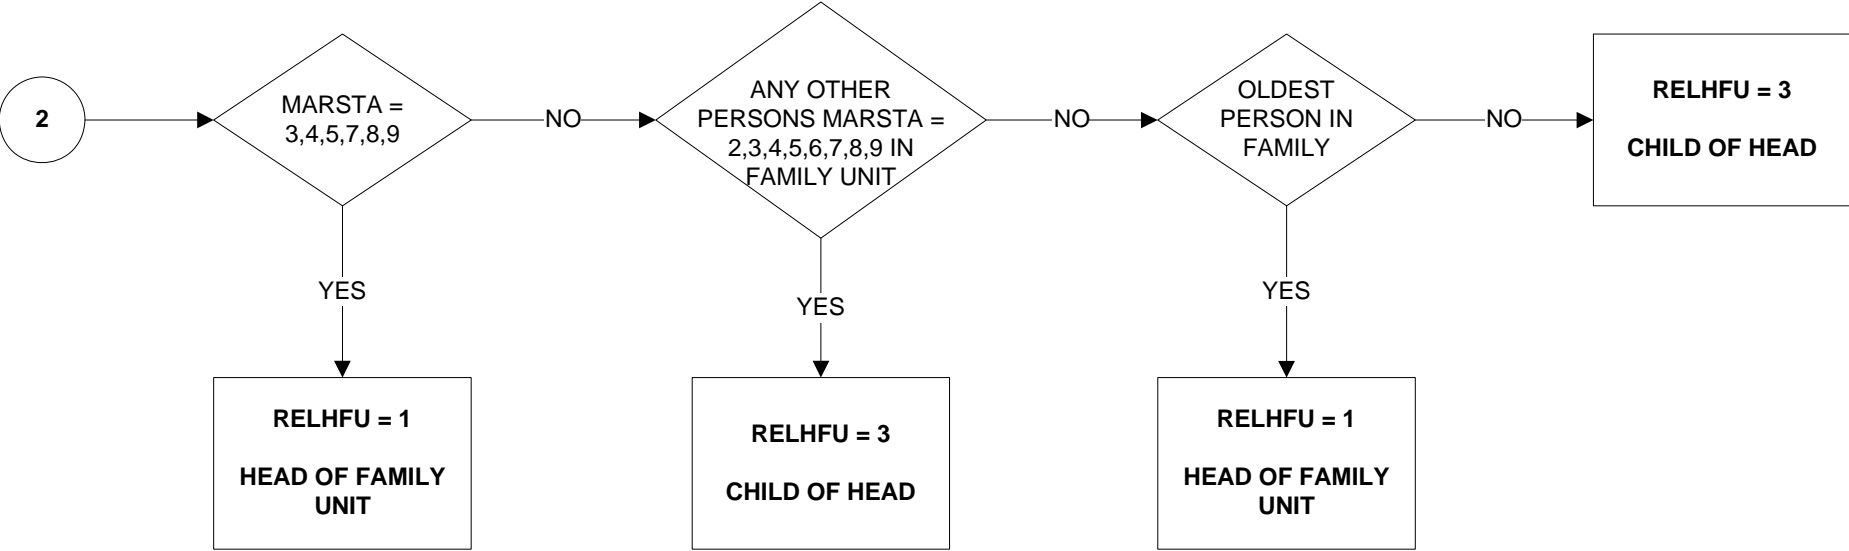 2
MARSTA =
3,4,5,7,8,9
NO
ANY OTHER
PERSONS MARSTA =
2,3,4,5,6,7,8,9 IN
FAMILY UNIT
NO
OLDEST
PERSON IN
FAMILY
NO
RELHFU = 3
CHILD OF HEAD
YES
YES
YES
RELHFU = 1
HEAD OF FAMILY
UNIT
RELHFU = 3
CHILD OF HEAD
RELHFU = 1
HEAD OF FAMILY
UNIT